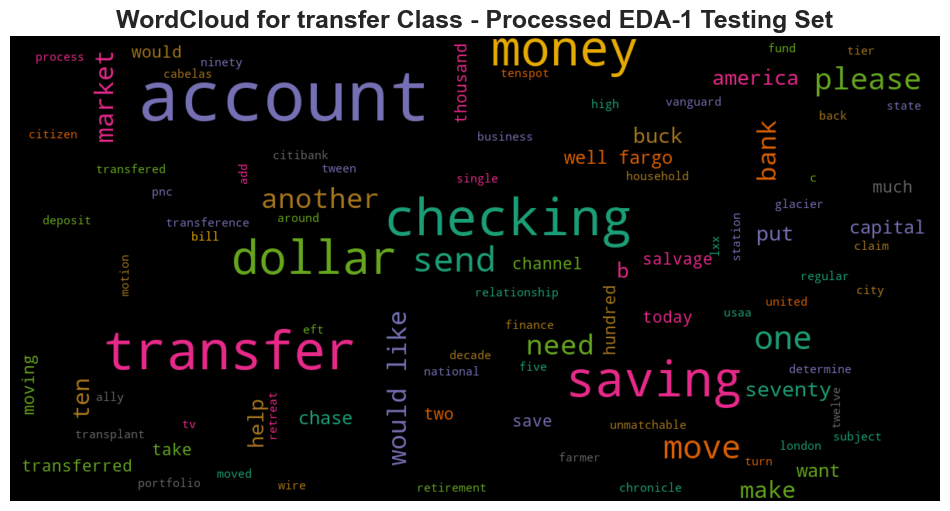 WordCloud for transfer Class - Processed EDA-1 Testing Set
money
fund
tier
process
would
ninety
market
cabelas
account
thousand
tenspot
america
please
high
vanguard
state
back
citizen
business
buck
bank
citibank
well fargo
transfered
add
tween
single
household
c
much
pnc
another
checking
glacier
deposit
transference
around
bill
station
put
capital
lxx
claim
dollar
send
channel
b
salvage
motion
regular
relationship
hundred
city
united
today
usaa
transfer
eft
would like
finance
need
one
moving
decade
national
five
saving
determine
ten
ally
seventy
help
retreat
chase
two
save
twelve
tv
unmatchable
transplant
take
move
london
subject
transferred
farmer
turn
want
moved
portfolio
wire
retirement
chronicle
make